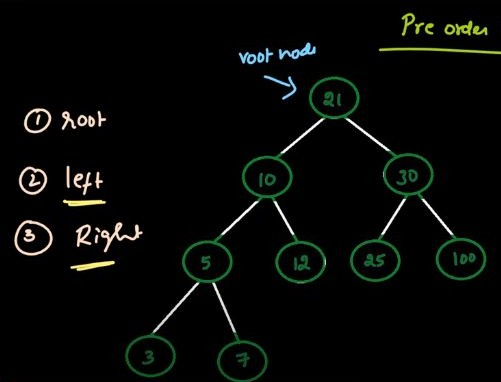 Pre order
root node
21
① root
10
30
② left
③ Right
5
12
25
100
3
7